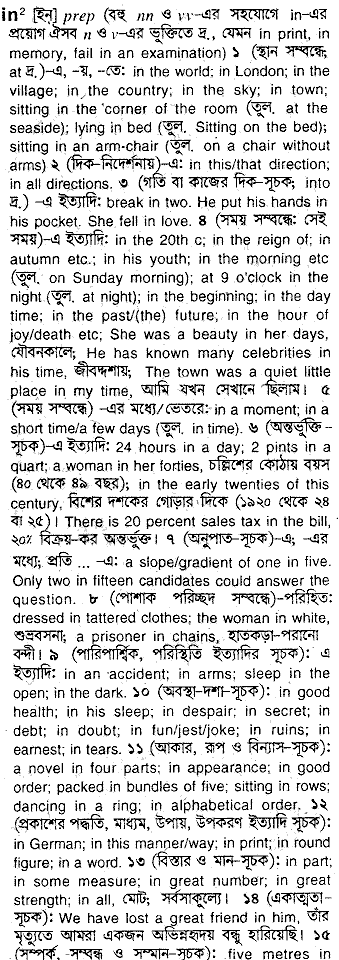 in² [ইন্] prep (বহু nn ও vv-এর সহযোগে in-এর
প্রয়োগ ঐসব n ও v-এর ভুক্তিতে দ্র., যেমন in print, in
memory, fail in an examination) ১ (স্থান সম্বন্ধে;
at দ্র.)-এ, -য়, -তে: in the world; in London; in the
village; in the country; in the sky; in town;
sitting in the corner of the room (তুল. at the
seaside); lying in bed (তুল. Sitting on the bed);
sitting in an arm-chair (তুল. on a chair without
arms) ২ (দিক-নিদের্শনায়)-এ: in this/that direction;
in all directions. ৩ (গতি বা কাজের দিক-সূচক; into
দ্র.) -এ ইত্যাদি: break in two. He put his hands in
his pocket. She fell in love. ৪ (সময় সম্বন্ধে: সেই
সময়)-এ ইত্যাদি: in the 20th c; in the reign of; in
autumn etc.; in his youth; in the morning etc
(তুল. on Sunday morning); at 9 o'clock in the
night (তুল. at night); in the beginning; in the day
time; in the past/(the) future; in the hour of
joy/death etc; She was a beauty in her days,
যৌবনকালে; He has known many celebrities in
his time, জীবদ্দশায়; The town was a quiet little
place in my time, আমি যখন সেখানে ছিলাম। ৫
(সময় সম্বন্ধে) -এর মধ্যে/ভেতরে: in a moment; in a
short time/a few days (তুল. in time). ৬ (অন্তর্ভুক্তি-
সূচক)-এ ইত্যাদি: 24 hours in a day; 2 pints in a
quart; a woman in her forties, চল্লিশের কোঠায় বয়স
(৪০ থেকে ৪৯ বছর); in the early twenties of this
century, বিশের দশকের গোড়ার দিকে (১৯২০ থেকে ২৪
বা ২৫)। There is 20 percent sales tax in the bill,
২০% বিক্রয়-কর অন্তর্ভুক্ত। ৭ (অনুপাত-সূচক)-এ; -এর
মধ্যে; প্রতি ... -এ: a slope/gradient of one in five.
Only two in fifteen candidates could answer the
question. ৮ (পোশাক পরিচ্ছদ সম্বন্ধে)-পরিহিত:
dressed in tattered clothes; the woman in white,
শুভ্রবসনা; a prisoner in chains, হাতকড়া-পরানো
বন্দী। ৯ (পারিপার্শ্বিক, পরিস্থিতি ইত্যাদির সূচক): এ
ইত্যাদি: in an accident; in arms; sleep in the
open; in the dark. ১০ (অবস্থা-দশা-সূচক): in good
health; in his sleep; in despair; in secret; in
debt; in doubt; in fun/jest/joke; in ruins; in
earnest; in tears. ১১ (আকার, রূপ ও বিন্যাস-সূচক):
a novel in four parts; in appearance; in good
order; packed in bundles of five; sitting in rows;
dancing in a ring; in alphabetical order. ১২
(প্রকাশের পদ্ধতি, মাধ্যম, উপায়, উপকরণ ইত্যাদি সূচক):
in German; in this manner/way; in print; in round
figure; in a word. ১৩ (বিস্তার ও মান-সূচক): in part;
in some measure; in great number; in great
strength; in all, মোট; সর্বসাকূল্যে। ১৪ (একাত্মতা-
সূচক): We have lost a great friend in him, তাঁর
মৃত্যুতে আমরা একজন অভিন্নহৃদয় বন্ধু হারিয়েছি। ১৫
(সম্পর্ক, সম্বন্ধ ও সম্মান-সূচক): five metres in